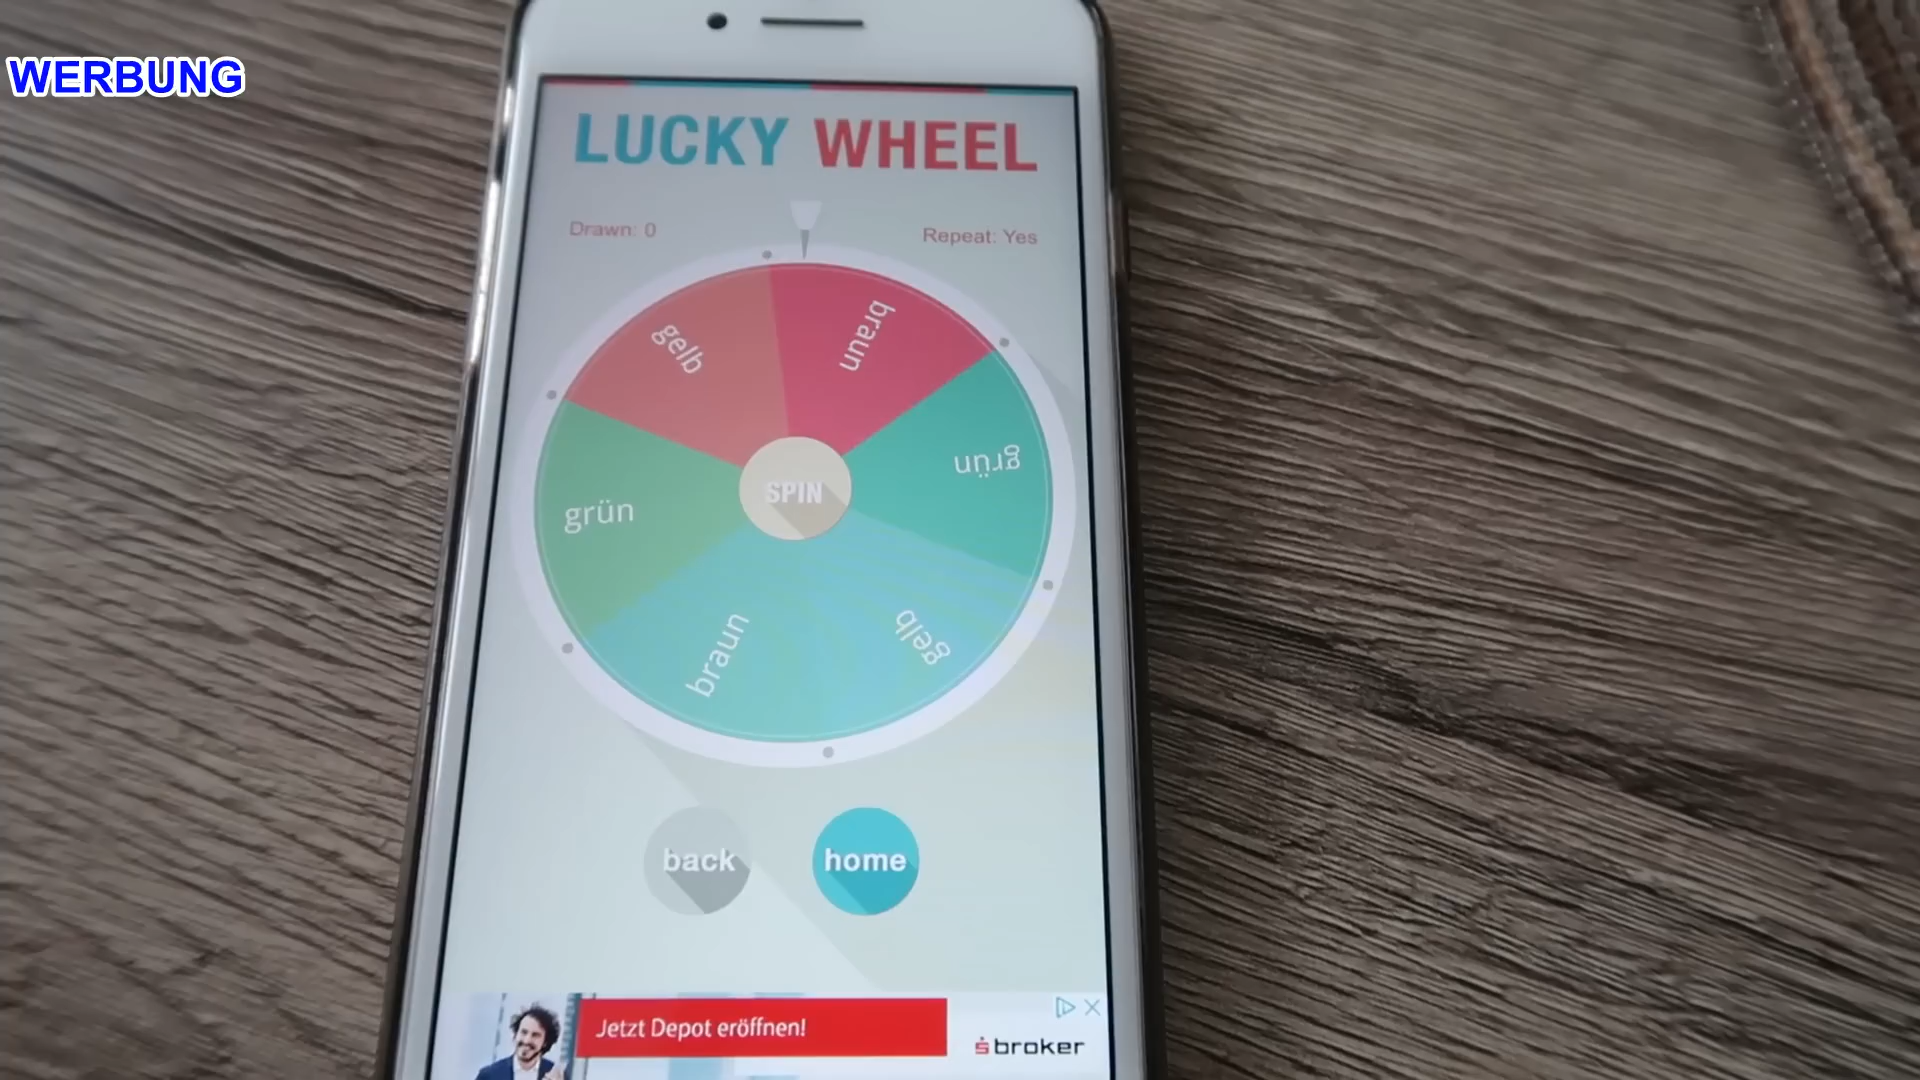 WERBUNG
LUCKY WHEEL
Drawn: 0
Repeat: Yes
gelb
braun
grün
grün
SPIN
braun
gelb
back
home
Jetzt Depot eröffnen!
broker